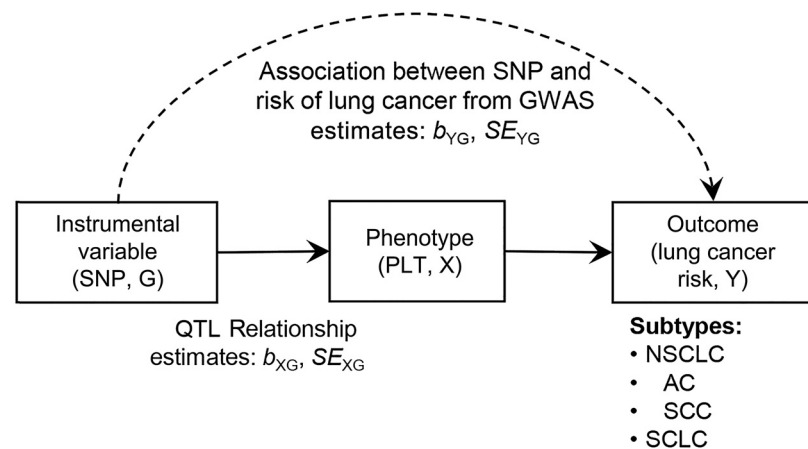 Association between SNP and
risk of lung cancer from GWAS
estimates: bYG, SEYG
Instrumental
variable
(SNP, G)
Phenotype
(PLT, X)
Outcome
(lung cancer
risk, Y)
QTL Relationship
estimates: bXG, SEXG
Subtypes:
• NSCLC
• AC
• SCC
• SCLC